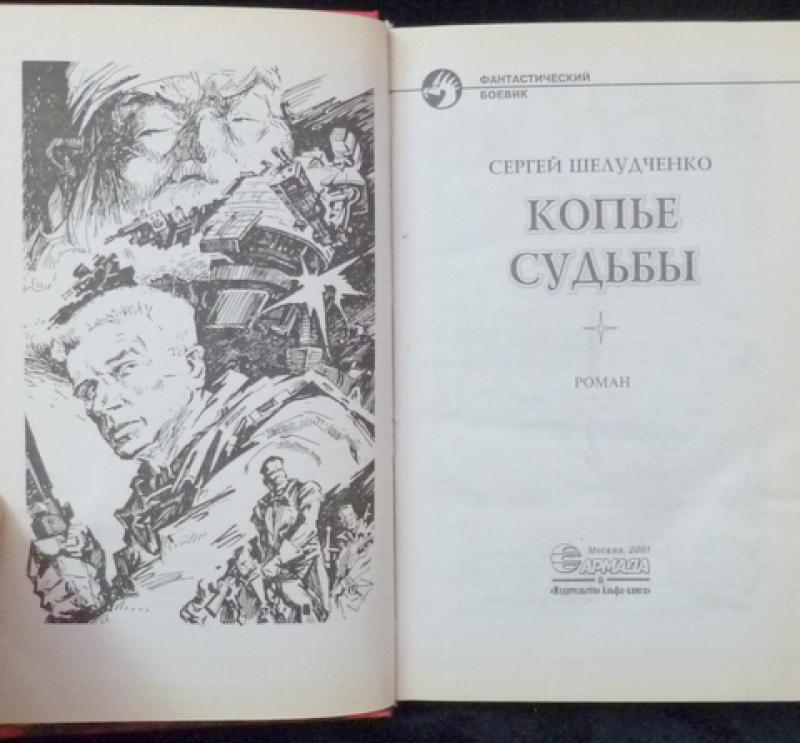 ФАНТАСТИЧЕСКИЙ
БОЕВИК
СЕРГЕЙ ШЕЛУДЧЕНКО
КОПЬЕ
СУДЬБЫ
РОМАН
Москва, 2001
АРМАДА
&
«Издательство Альфа-книга»